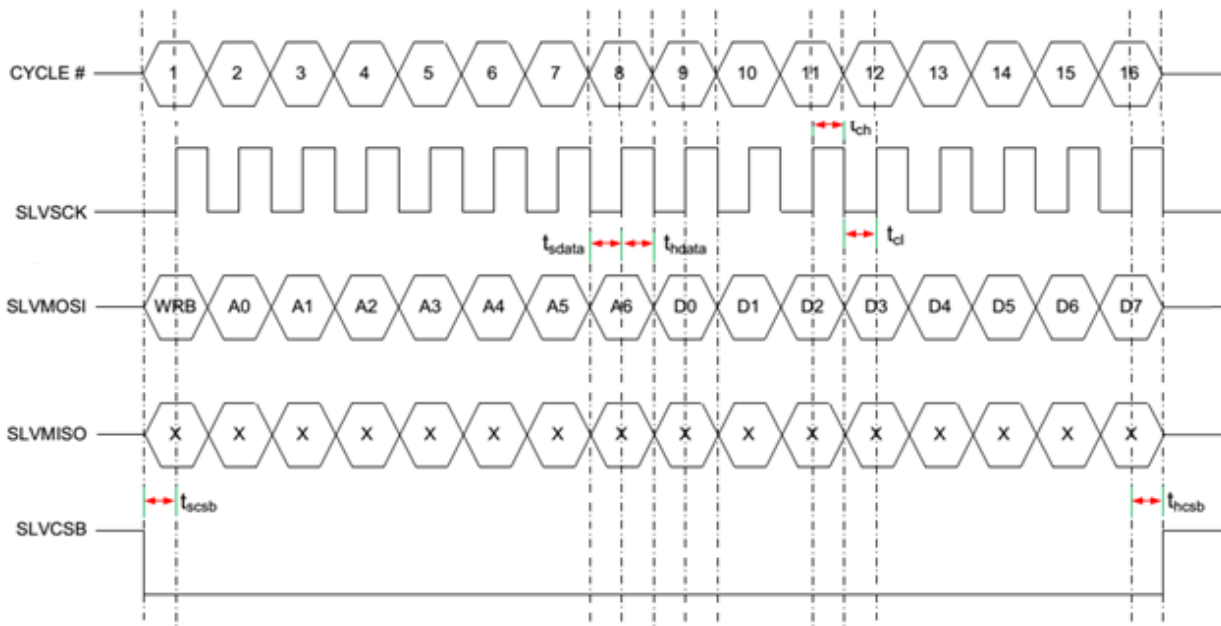 CYCLE # 1 2 3 4 5 6 7 8 9 10 11 12 13 14 15 16
tch
SLVSCK
tsdata thdata tcl
SLVMOSI WRB A0 A1 A2 A3 A4 A5 A6 D0 D1 D2 D3 D4 D5 D6 D7
SLVMISO X X X X X X X X X X X X X X X X
tscsb thcsb
SLVCSB